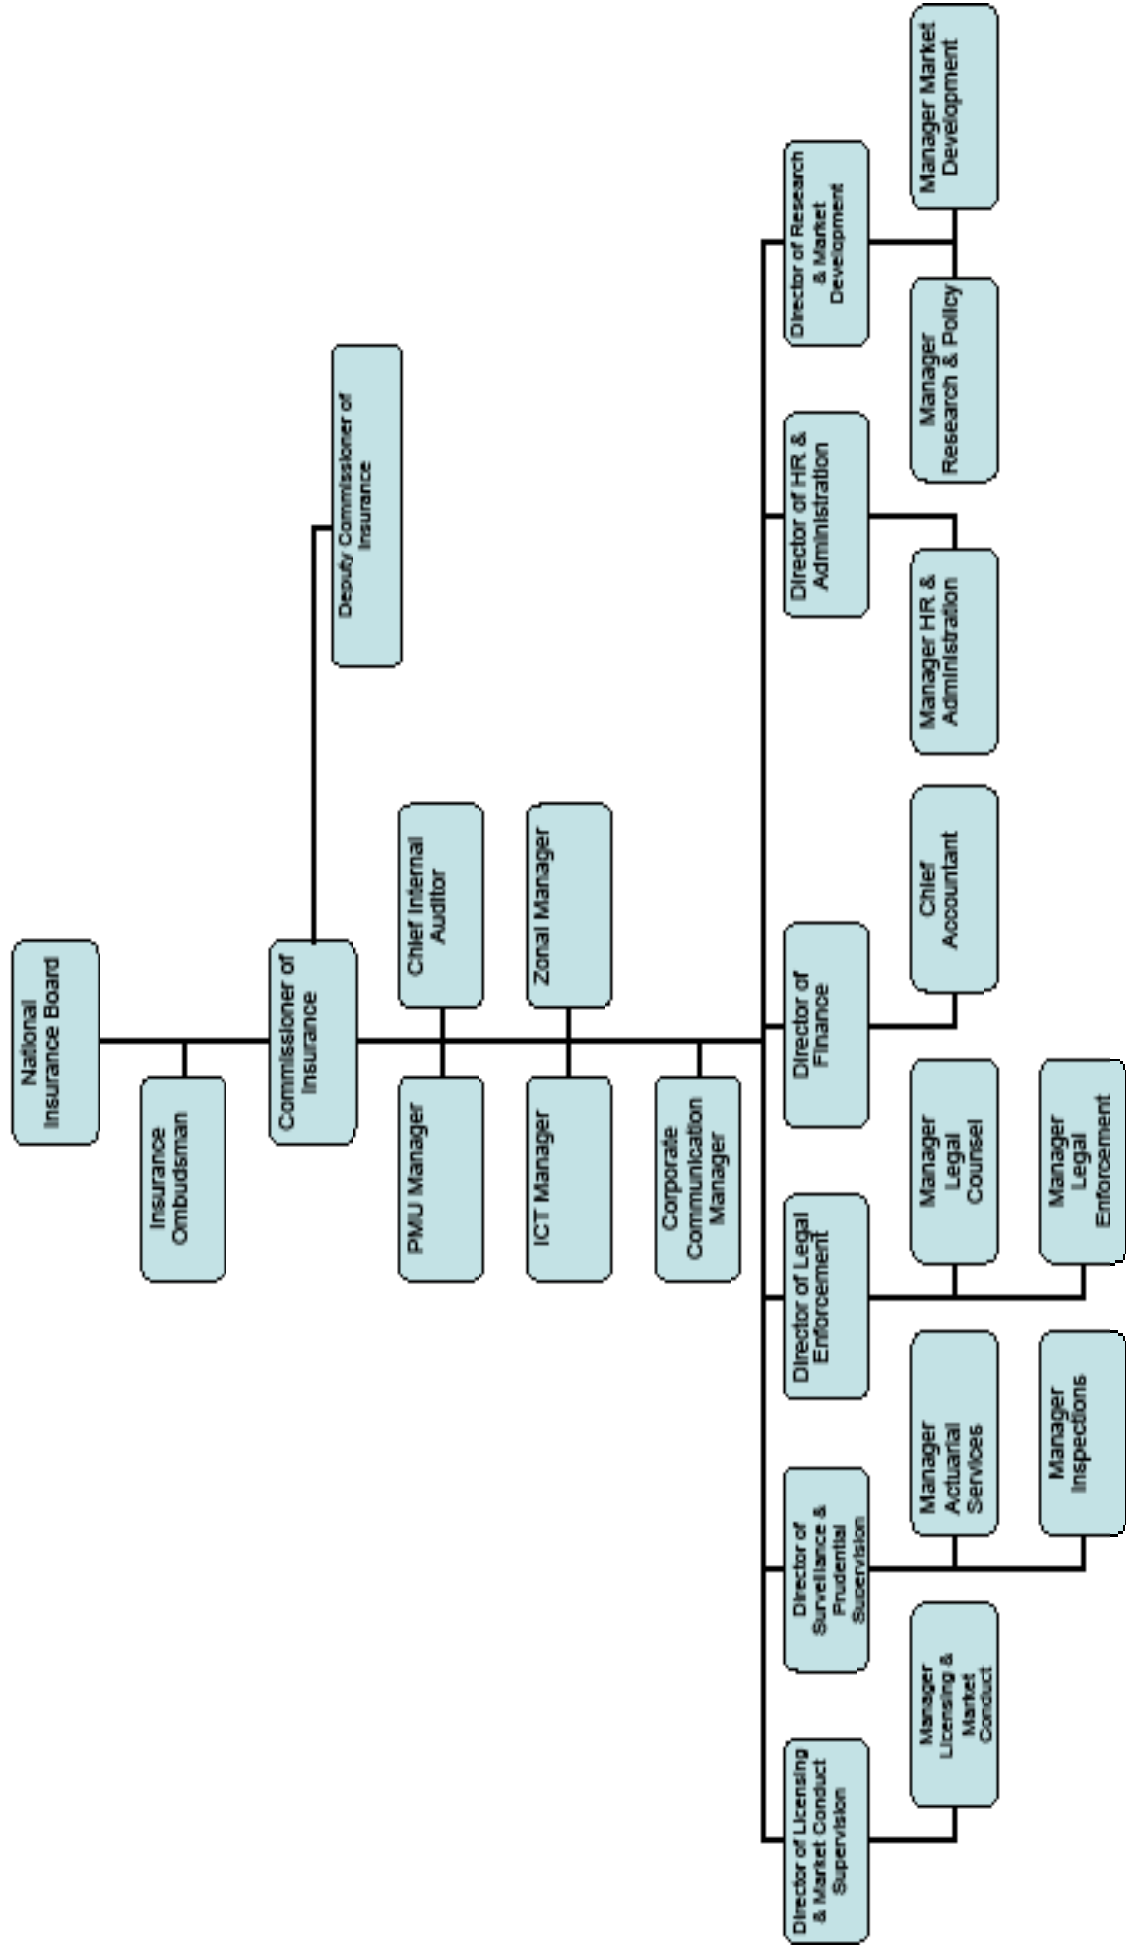 National
Insurance Board
Insurance
Ombudsman
Commissioner of
Insurance
Deputy Commissioner of
Insurance
PMU Manager
Chief Internal
Auditor
ICT Manager
Zonal Manager
Corporate
Communication
Manager
Director of Licensing
& Market Conduct
Supervision
Director of
Surveillance &
Prudential
Supervision
Director of Legal
Enforcement
Director of
Finance
Director of HR &
Administration
Director of Research
& Market
Development
Manager
Licensing &
Market
Conduct
Manager
Actuarial
Services
Manager
Legal
Counsel
Chief
Accountant
Manager HR &
Administration
Manager
Research & Policy
Manager Market
Development
Manager
Inspections
Manager
Legal
Enforcement